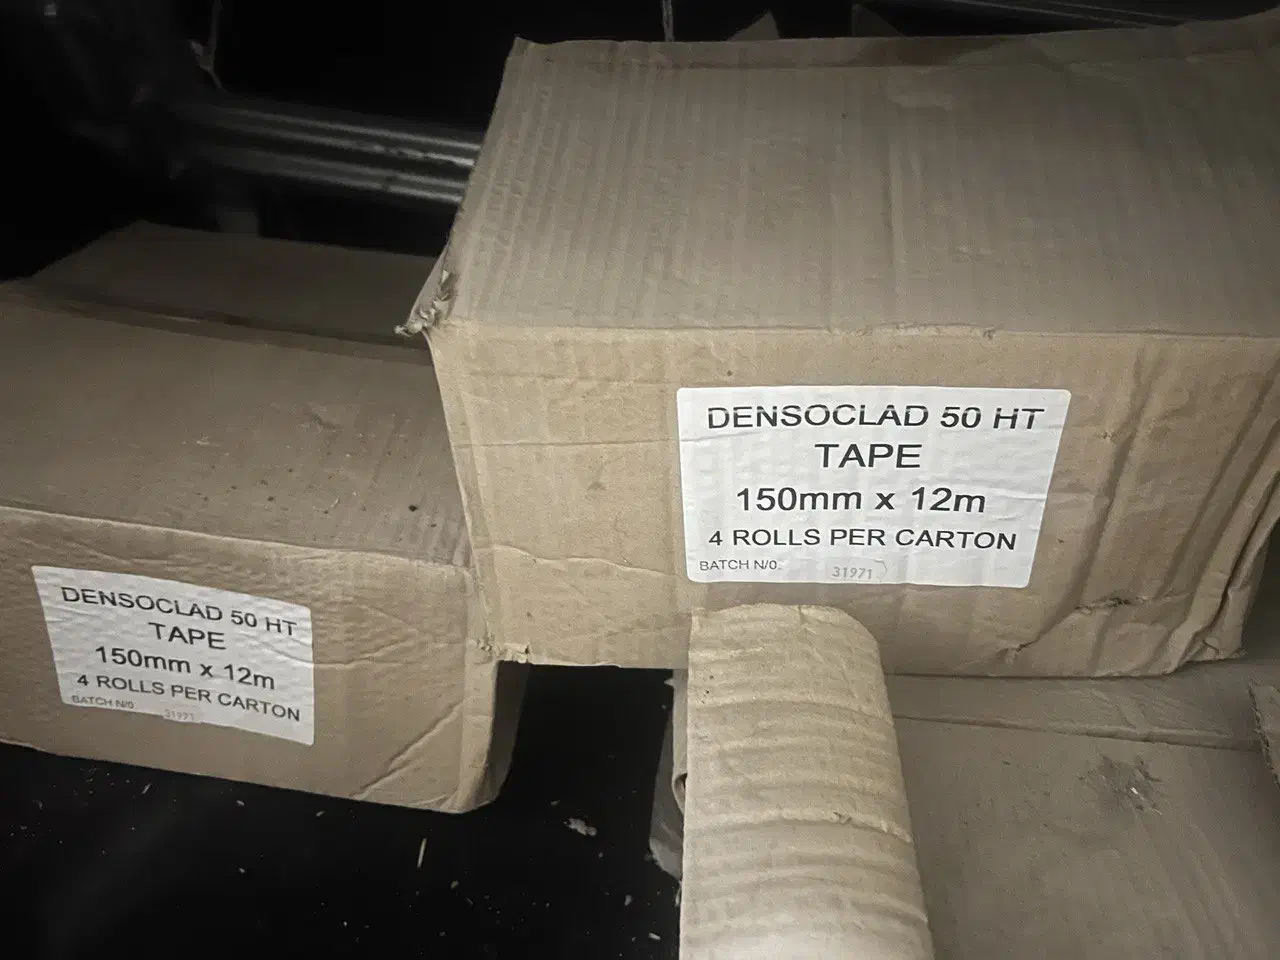 DENSOCLAD 50 HT
TAPE
150mm x 12m
4 ROLLS PER CARTON
BATCH N/0. 31971
DENSOCLAD 50 HT
TAPE
150mm x 12m
4 ROLLS PER CARTON
BATCH N/0. 31971